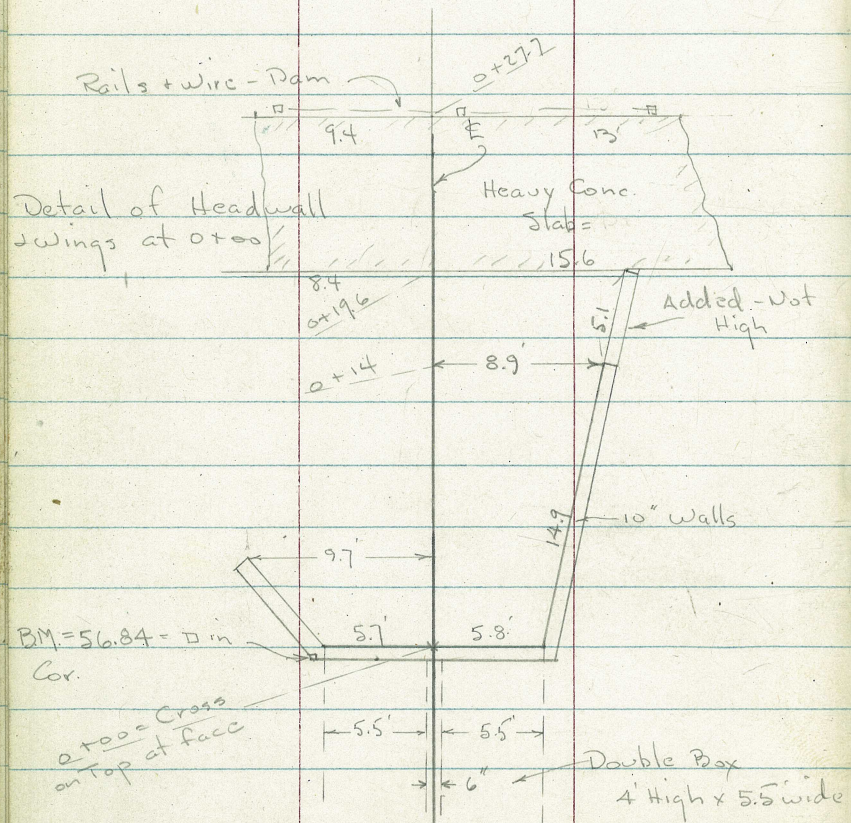 0+27.7
Rails + Wire - Dam
9.4
℄
13'
Heavy Conc.
Slab =
Detail of Headwall
+ Wings at 0+00
15.6
8.4
0+19.6
5.1
Added - Not
High
0+14
8.9'
14.9
10" Walls
9.7'
5.7'
5.8'
B.M. = 56.84 = □ in
Cor.
0+00 = Cross
on Top at face
5.5'
5.5'
6"
Double Box
4' High x 5.5' wide